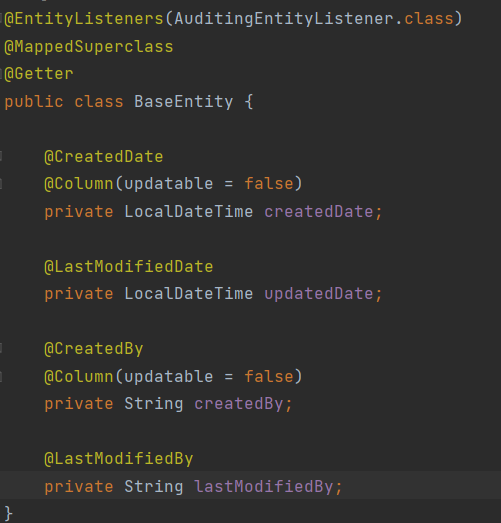 @EntityListeners(AuditingEntityListener.class)
@MappedSuperclass
@Getter
public class BaseEntity {
@CreatedDate
@Column(updatable = false)
private LocalDateTime createdDate;
@LastModifiedDate
private LocalDateTime updatedDate;
@CreatedBy
@Column(updatable = false)
private String createdBy;
@LastModifiedBy
private String lastModifiedBy;
}